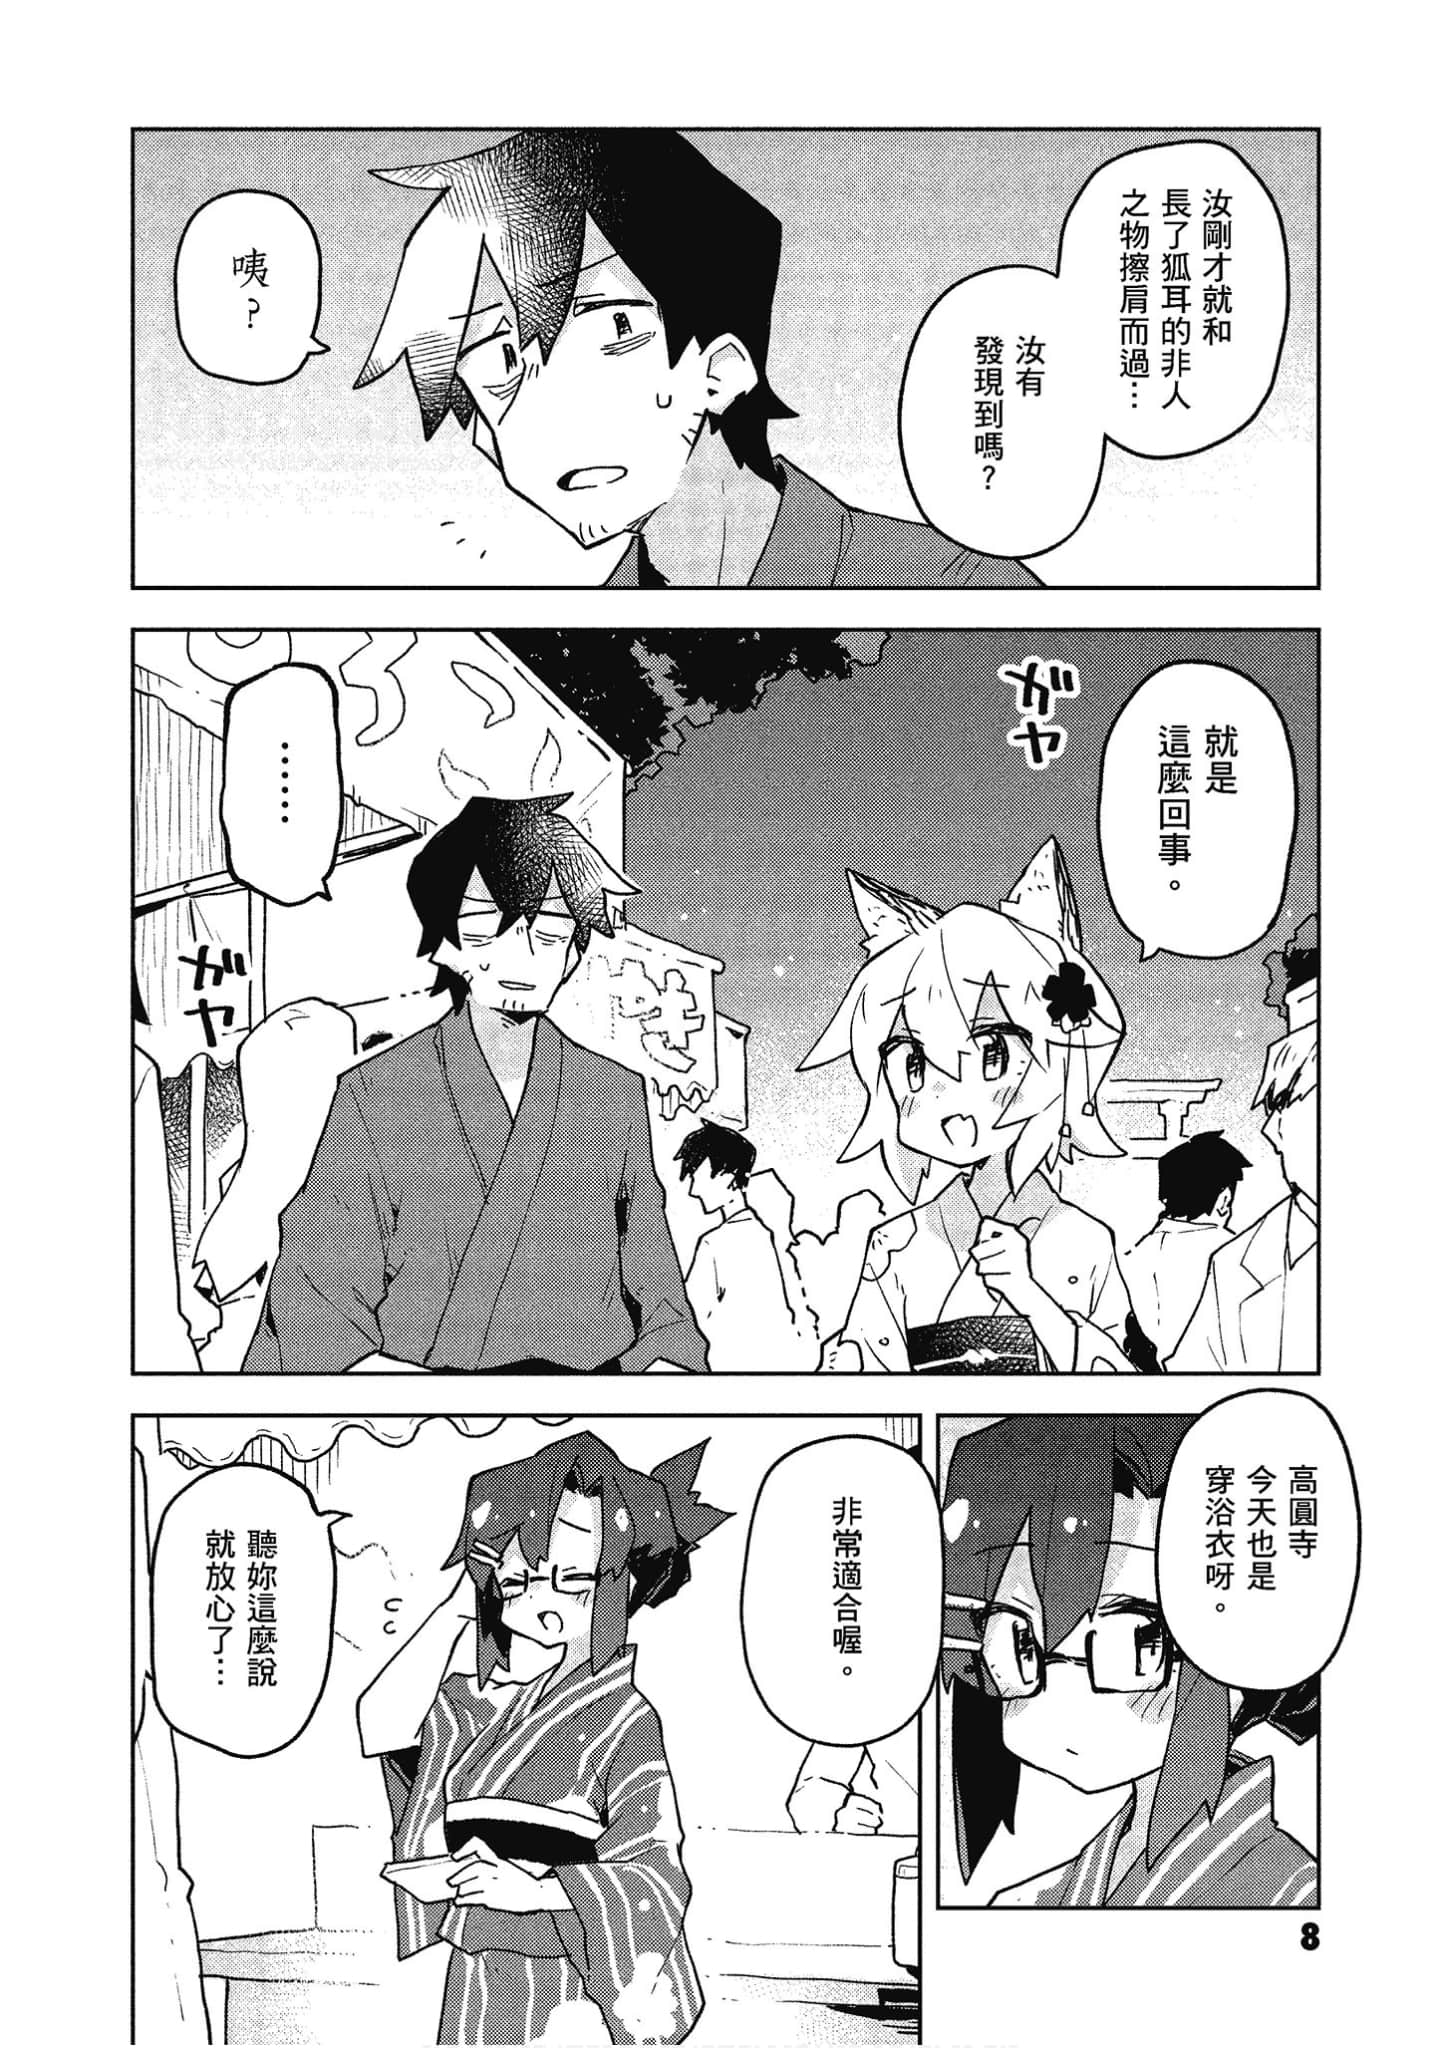 汝剛才就和
長了狐耳的非人
之物擦肩而過…
汝有
發現到嗎？
咦？
就是
這麼回事。
ガヤ
……
ガヤ
焼き
高圓寺
今天也是
穿浴衣呀。
非常適合喔。
聽妳這麼說
就放心了…
8